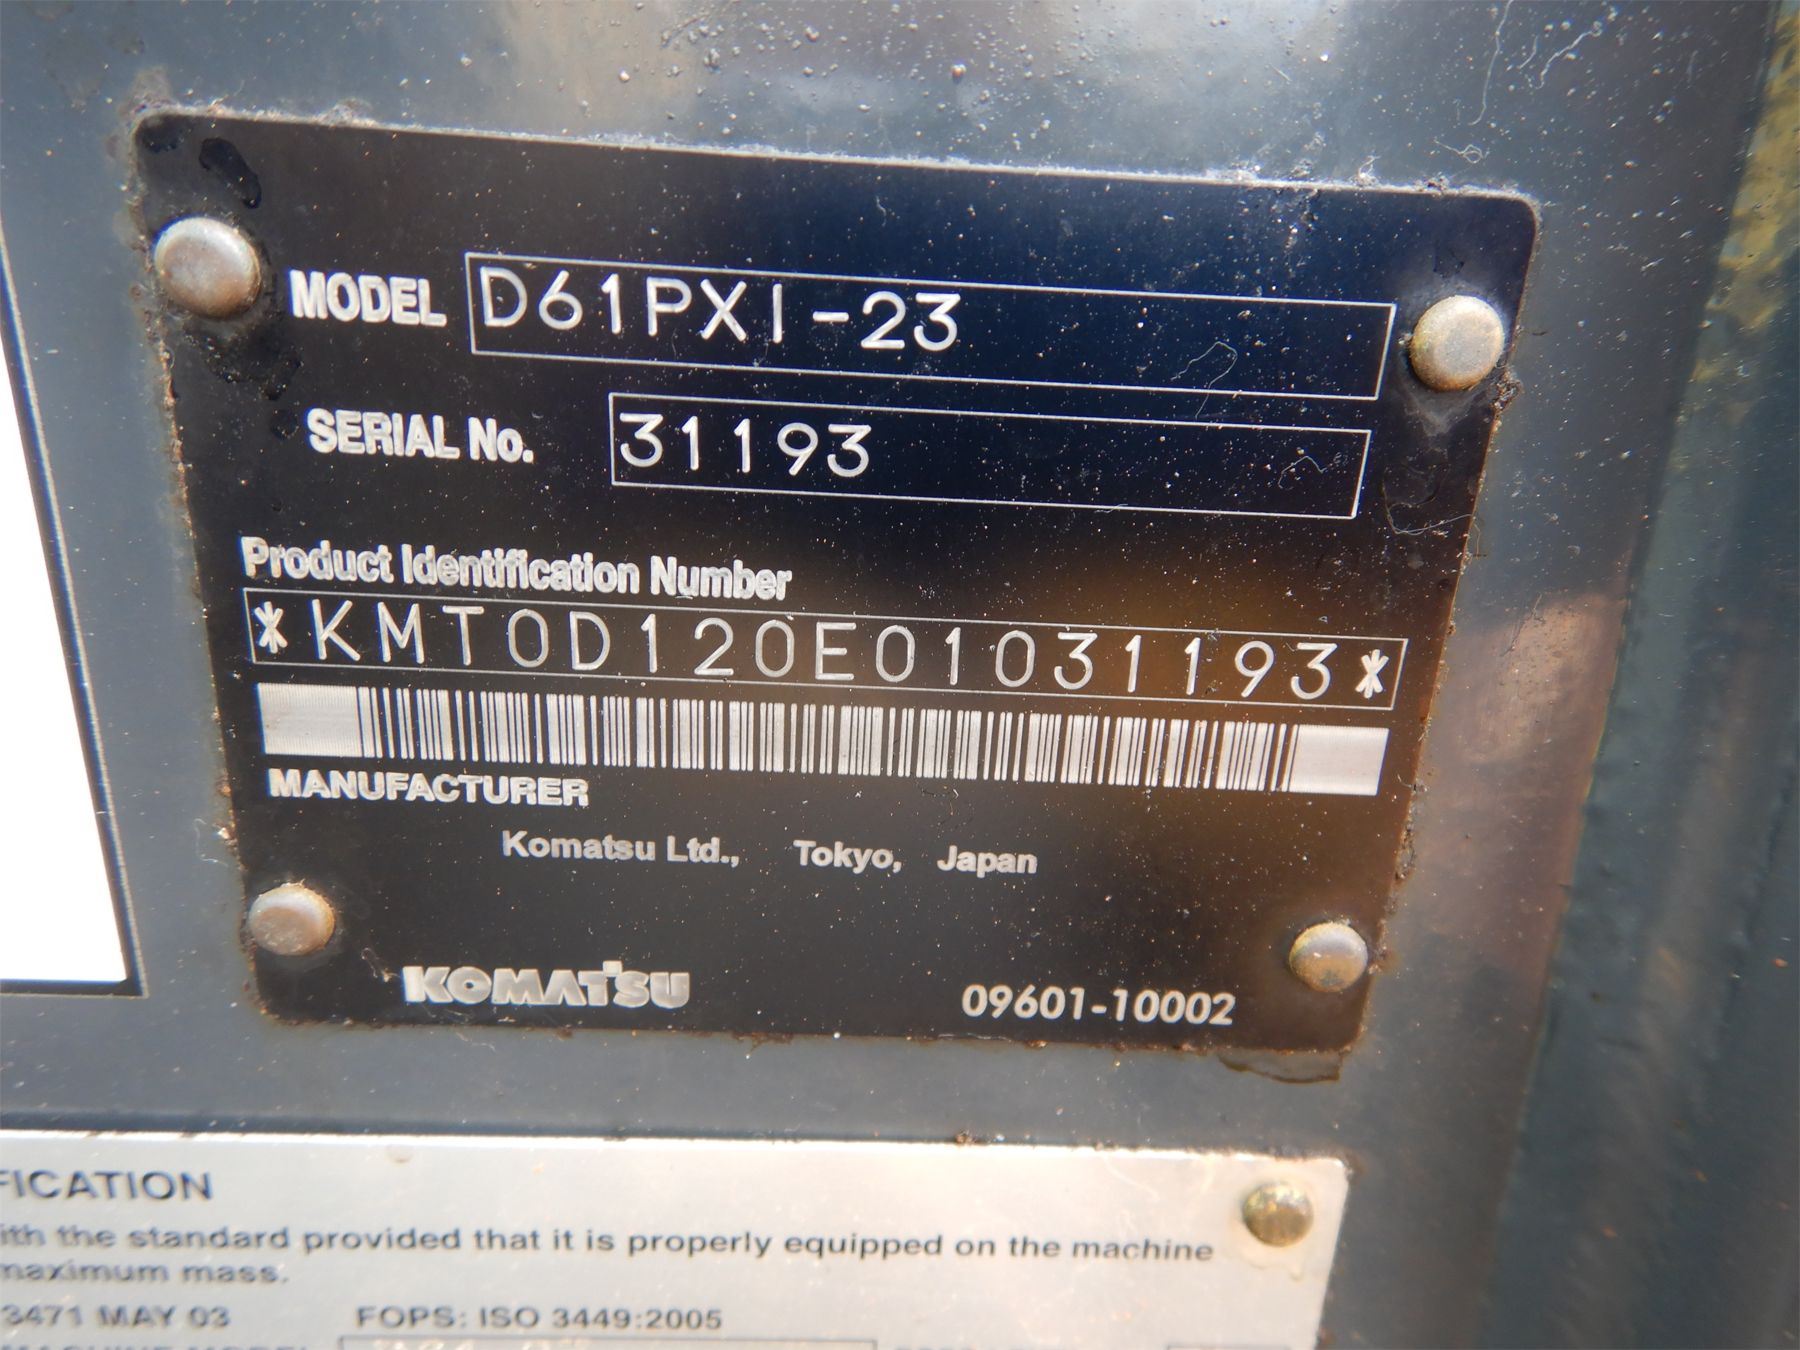 MODEL D61PXI-23
SERIAL No. 31193
Product Identification Number
*KMT0D120E01031193*
MANUFACTURER
Komatsu Ltd., Tokyo, Japan
KOMATSU 09601-10002
FICATION
ith the standard provided that it is properly equipped on the machine
maximum mass.
3471 MAY 03 FOPS: ISO 3449:2005